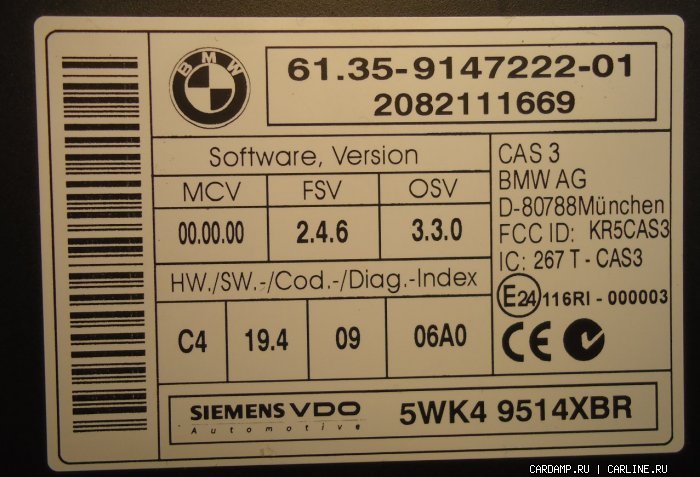 BMW
61.35-9147222-01
2082111669
Software, Version
MCV FSV OSV
00.00.00 2.4.6 3.3.0
HW./SW.-/Cod.-/Diag.-Index
C4 19.4 09 06A0
CAS 3
BMW AG
D-80788München
FCC ID: KR5CAS3
IC: 267 T - CAS3
E24 116RI - 000003
CE
SIEMENS VDO
Automotive
5WK4 9514XBR
CARDAMP.RU | CARLINE.RU